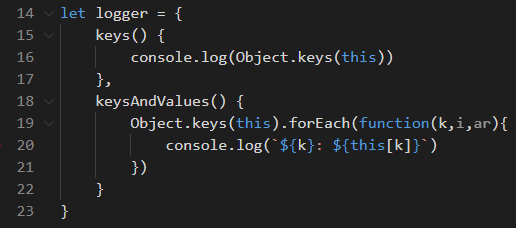 14 let logger = {
15     keys() {
16         console.log(Object.keys(this))
17     },
18     keysAndValues() {
19         Object.keys(this).forEach(function(k,i,ar){
20             console.log(`${k}: ${this[k]}`)
21         })
22     }
23 }